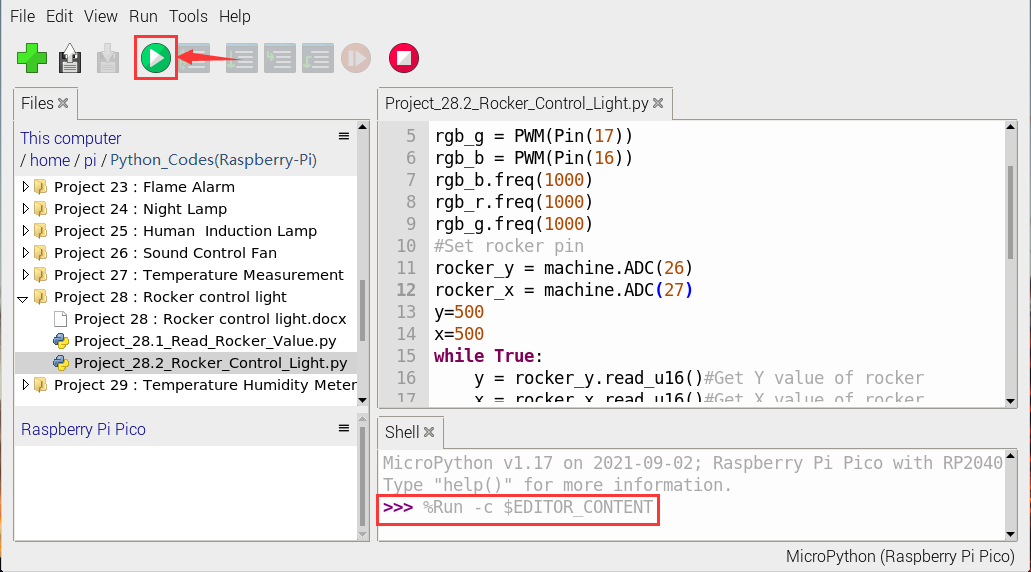 File Edit View Run Tools Help
Files
This computer
/ home / pi / Python_Codes(Raspberry-Pi)
Project 23 : Flame Alarm
Project 24 : Night Lamp
Project 25 : Human  Induction Lamp
Project 26 : Sound Control Fan
Project 27 : Temperature Measurement
Project 28 : Rocker control light
Project 28 : Rocker control light.docx
Project_28.1_Read_Rocker_Value.py
Project_28.2_Rocker_Control_Light.py
Project 29 : Temperature Humidity Meter
Raspberry Pi Pico
Project_28.2_Rocker_Control_Light.py
5 rgb_g = PWM(Pin(17))
6 rgb_b = PWM(Pin(16))
7 rgb_b.freq(1000)
8 rgb_r.freq(1000)
9 rgb_g.freq(1000)
10 #Set rocker pin
11 rocker_y = machine.ADC(26)
12 rocker_x = machine.ADC(27)
13 y=500
14 x=500
15 while True:
16     y = rocker_y.read_u16()#Get Y value of rocker
17     x = rocker_x.read_u16()#Get X value of rocker
Shell
MicroPython v1.17 on 2021-09-02; Raspberry Pi Pico with RP2040
Type "help()" for more information.
>>> %Run -c $EDITOR_CONTENT
MicroPython (Raspberry Pi Pico)